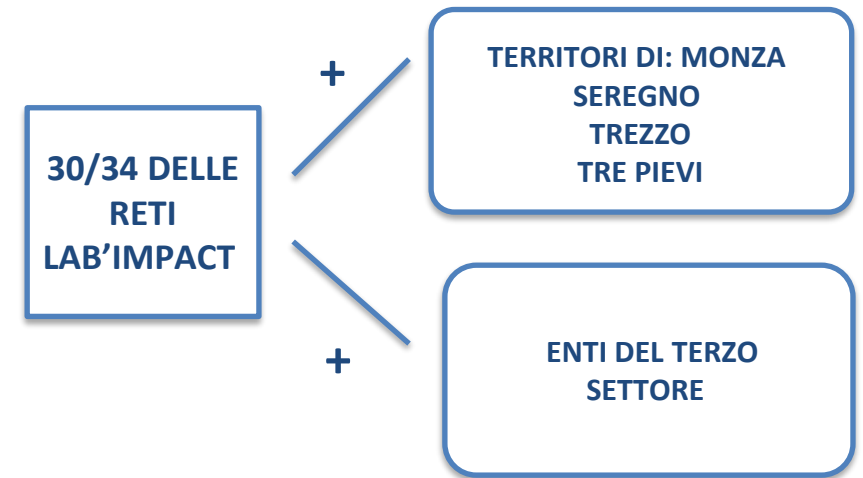 30/34 DELLE
RETI
LAB'IMPACT
+
TERRITORI DI: MONZA
SEREGNO
TREZZO
TRE PIEVI
+
ENTI DEL TERZO
SETTORE